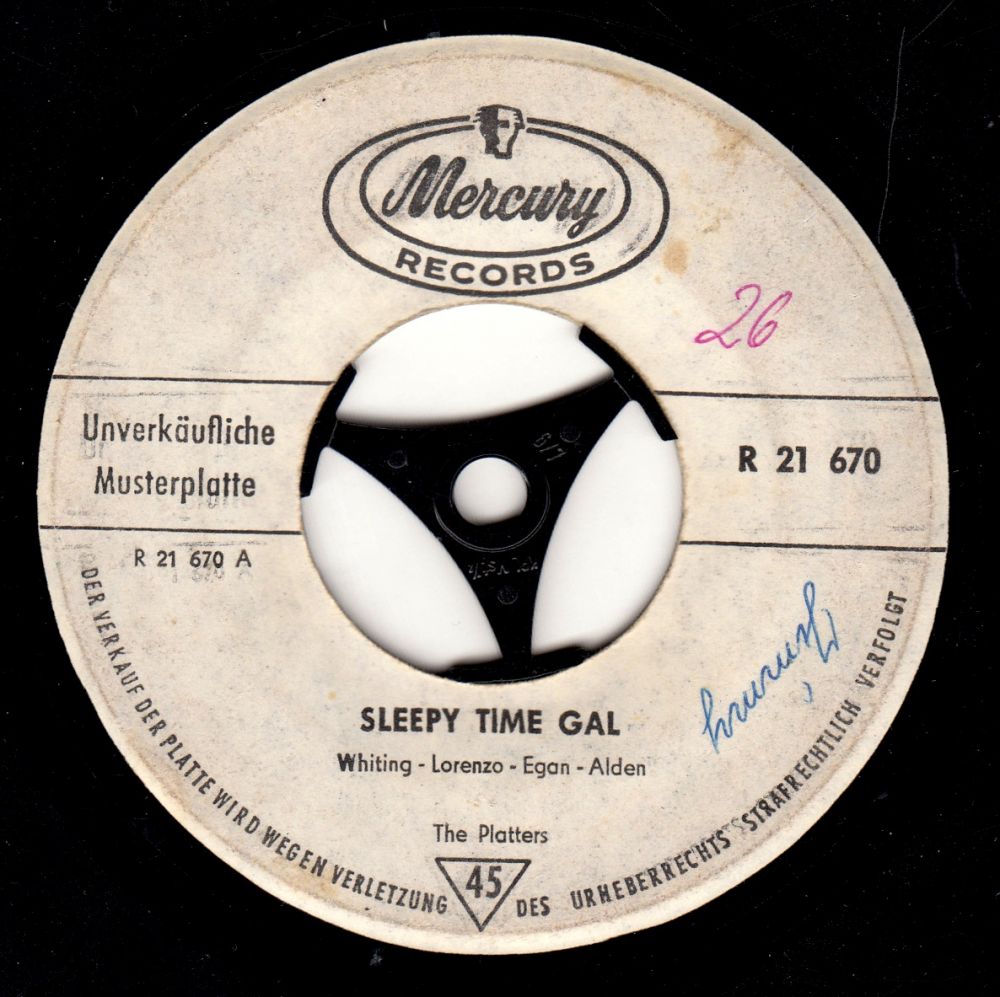 Mercury
RECORDS
26
Unverkäufliche
Musterplatte
R 21 670
R 21 670 A
SLEEPY TIME GAL
Whiting - Lorenzo - Egan - Alden
The Platters
45
DER VERKAUF DER PLATTE WIRD WEGEN VERLETZUNG DES URHEBERRECHTS STRAFRECHTLICH VERFOLGT